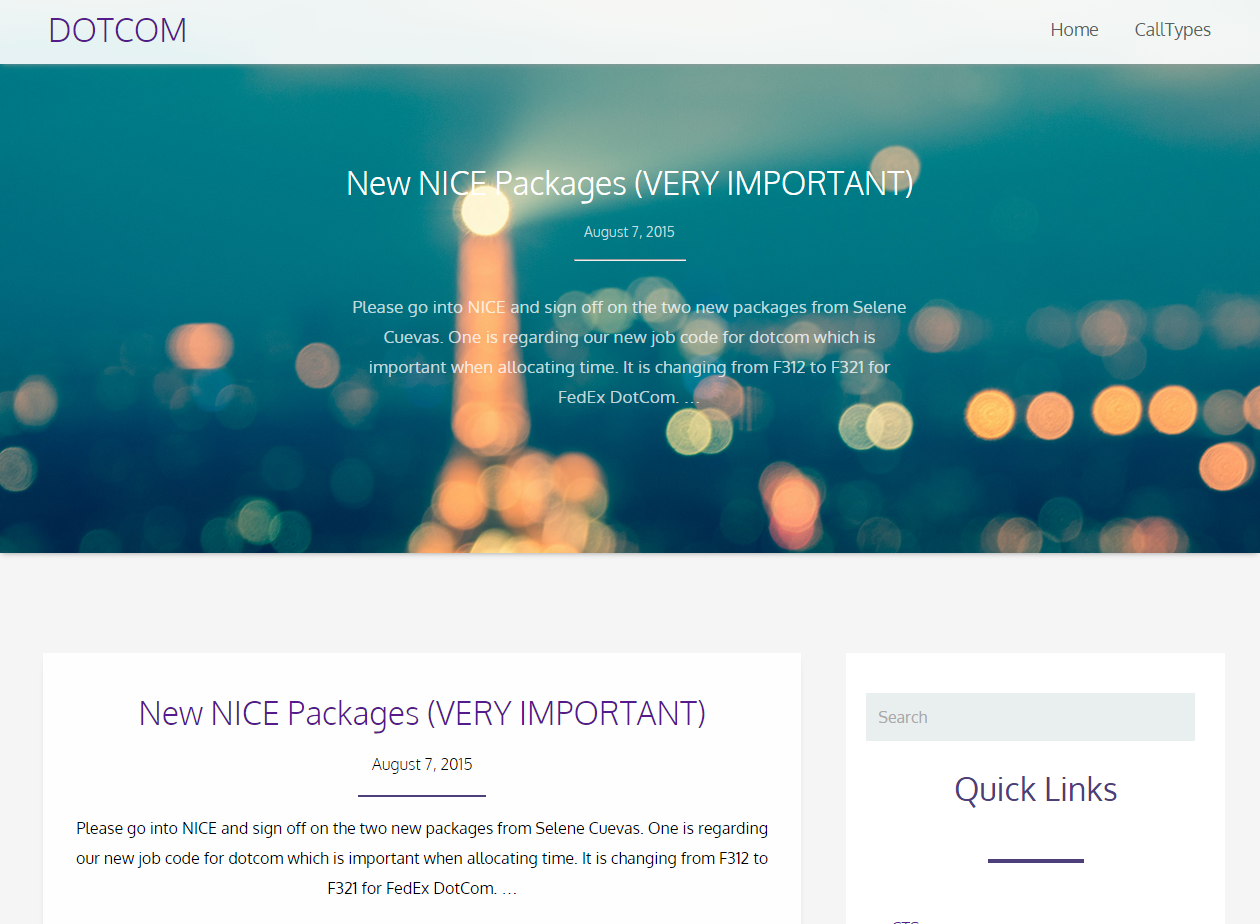 DOTCOM
Home CallTypes
New NICE Packages (VERY IMPORTANT)
August 7, 2015
Please go into NICE and sign off on the two new packages from Selene
Cuevas. One is regarding our new job code for dotcom which is
important when allocating time. It is changing from F312 to F321 for
FedEx DotCom. …
New NICE Packages (VERY IMPORTANT)
August 7, 2015
Please go into NICE and sign off on the two new packages from Selene Cuevas. One is regarding
our new job code for dotcom which is important when allocating time. It is changing from F312 to
F321 for FedEx DotCom. …
Search
Quick Links